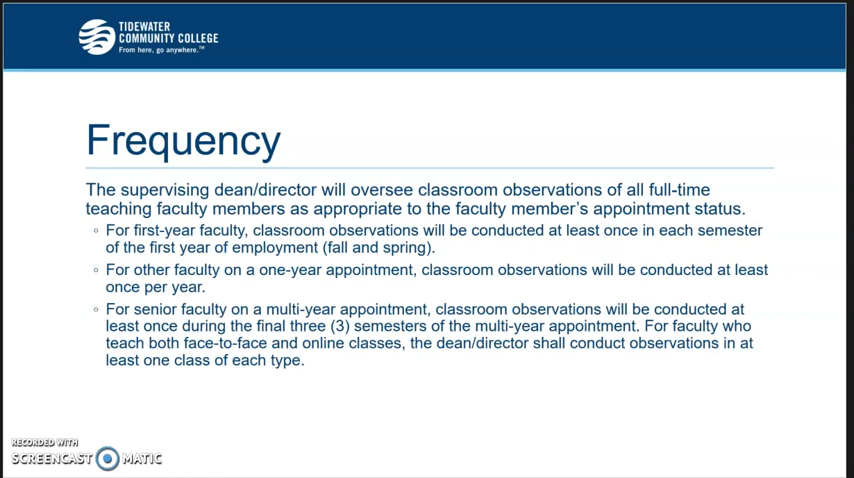 TIDEWATER
COMMUNITY COLLEGE
From here, go anywhere.™
Frequency
The supervising dean/director will oversee classroom observations of all full-time
teaching faculty members as appropriate to the faculty member's appointment status.
◦ For first-year faculty, classroom observations will be conducted at least once in each semester
of the first year of employment (fall and spring).
◦ For other faculty on a one-year appointment, classroom observations will be conducted at least
once per year.
◦ For senior faculty on a multi-year appointment, classroom observations will be conducted at
least once during the final three (3) semesters of the multi-year appointment. For faculty who
teach both face-to-face and online classes, the dean/director shall conduct observations in at
least one class of each type.
RECORDED WITH
SCREENCAST MATIC